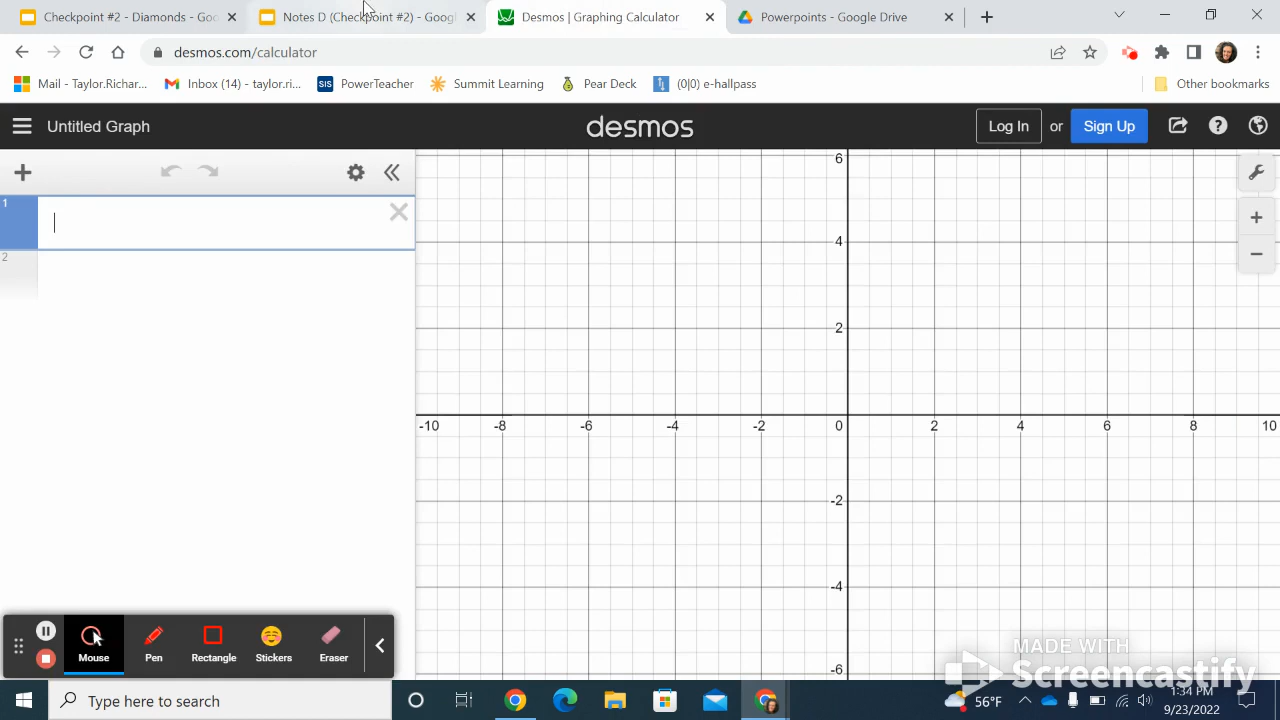 Checkpoint #2 - Diamonds - Goo
Notes D (Checkpoint #2) - Googl
Desmos | Graphing Calculator
Powerpoints - Google Drive
desmos.com/calculator
Mail - Taylor.Richar...
Inbox (14) - taylor.ri...
SIS PowerTeacher
Summit Learning
Pear Deck
(0|0) e-hallpass
Other bookmarks
Untitled Graph
desmos
Log In or Sign Up
1
2
6
4
2
-10 -8 -6 -4 -2 0 2 4 6 8 10
-2
-4
-6
Mouse Pen Rectangle Stickers Eraser
MADE WITH
Screencastify
Type here to search
56°F
1:34 PM
9/23/2022